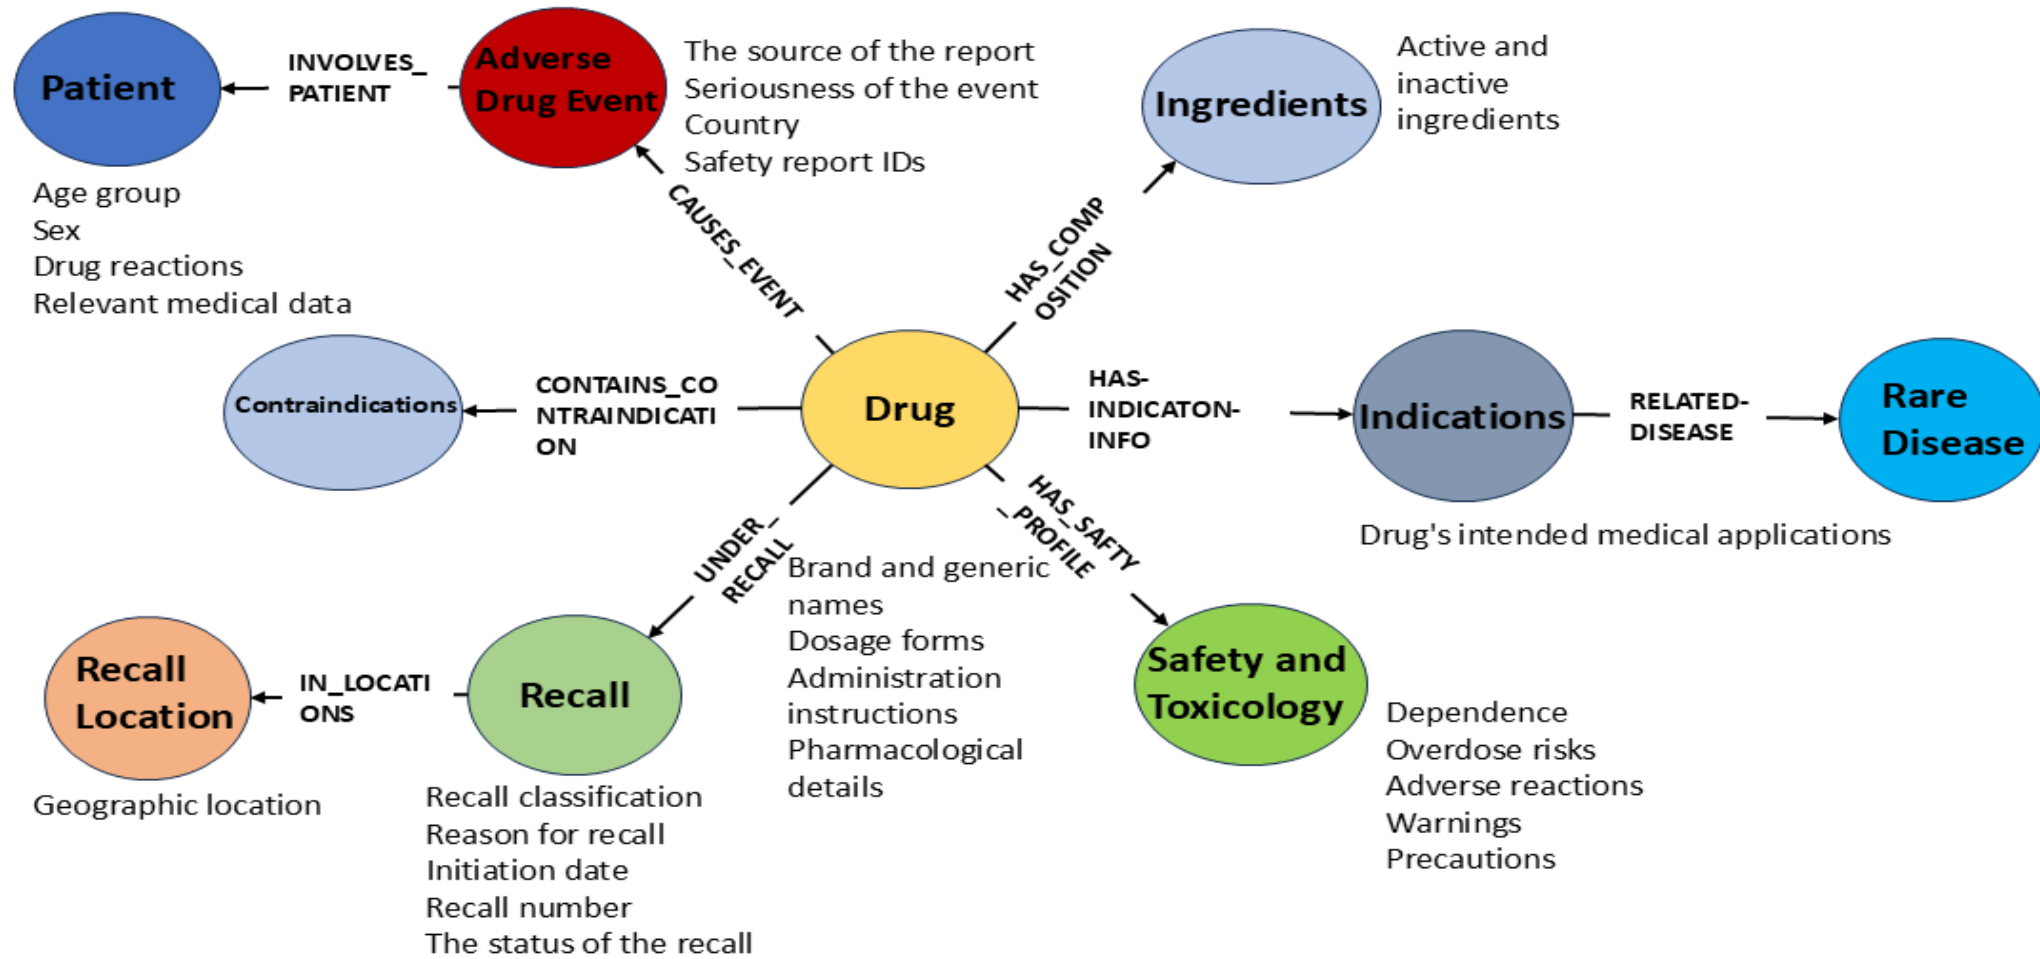 Patient
INVOLVES_
PATIENT
Adverse
Drug Event
The source of the report
Seriousness of the event
Country
Safety report IDs
Ingredients
Active and
inactive
ingredients
Age group
Sex
Drug reactions
Relevant medical data
CAUSES_EVENT
HAS_COMP
OSITION
Contraindications
CONTAINS_CO
NTRAINDICATI
ON
Drug
HAS-
INDICATON-
INFO
Indications
RELATED-
DISEASE
Rare
Disease
Drug's intended medical applications
UNDER_
RECALL
HAS_SAFTY
_PROFILE
Brand and generic
names
Dosage forms
Administration
instructions
Pharmacological
details
Recall
Location
IN_LOCATI
ONS
Recall
Safety and
Toxicology
Geographic location
Recall classification
Reason for recall
Initiation date
Recall number
The status of the recall
Dependence
Overdose risks
Adverse reactions
Warnings
Precautions